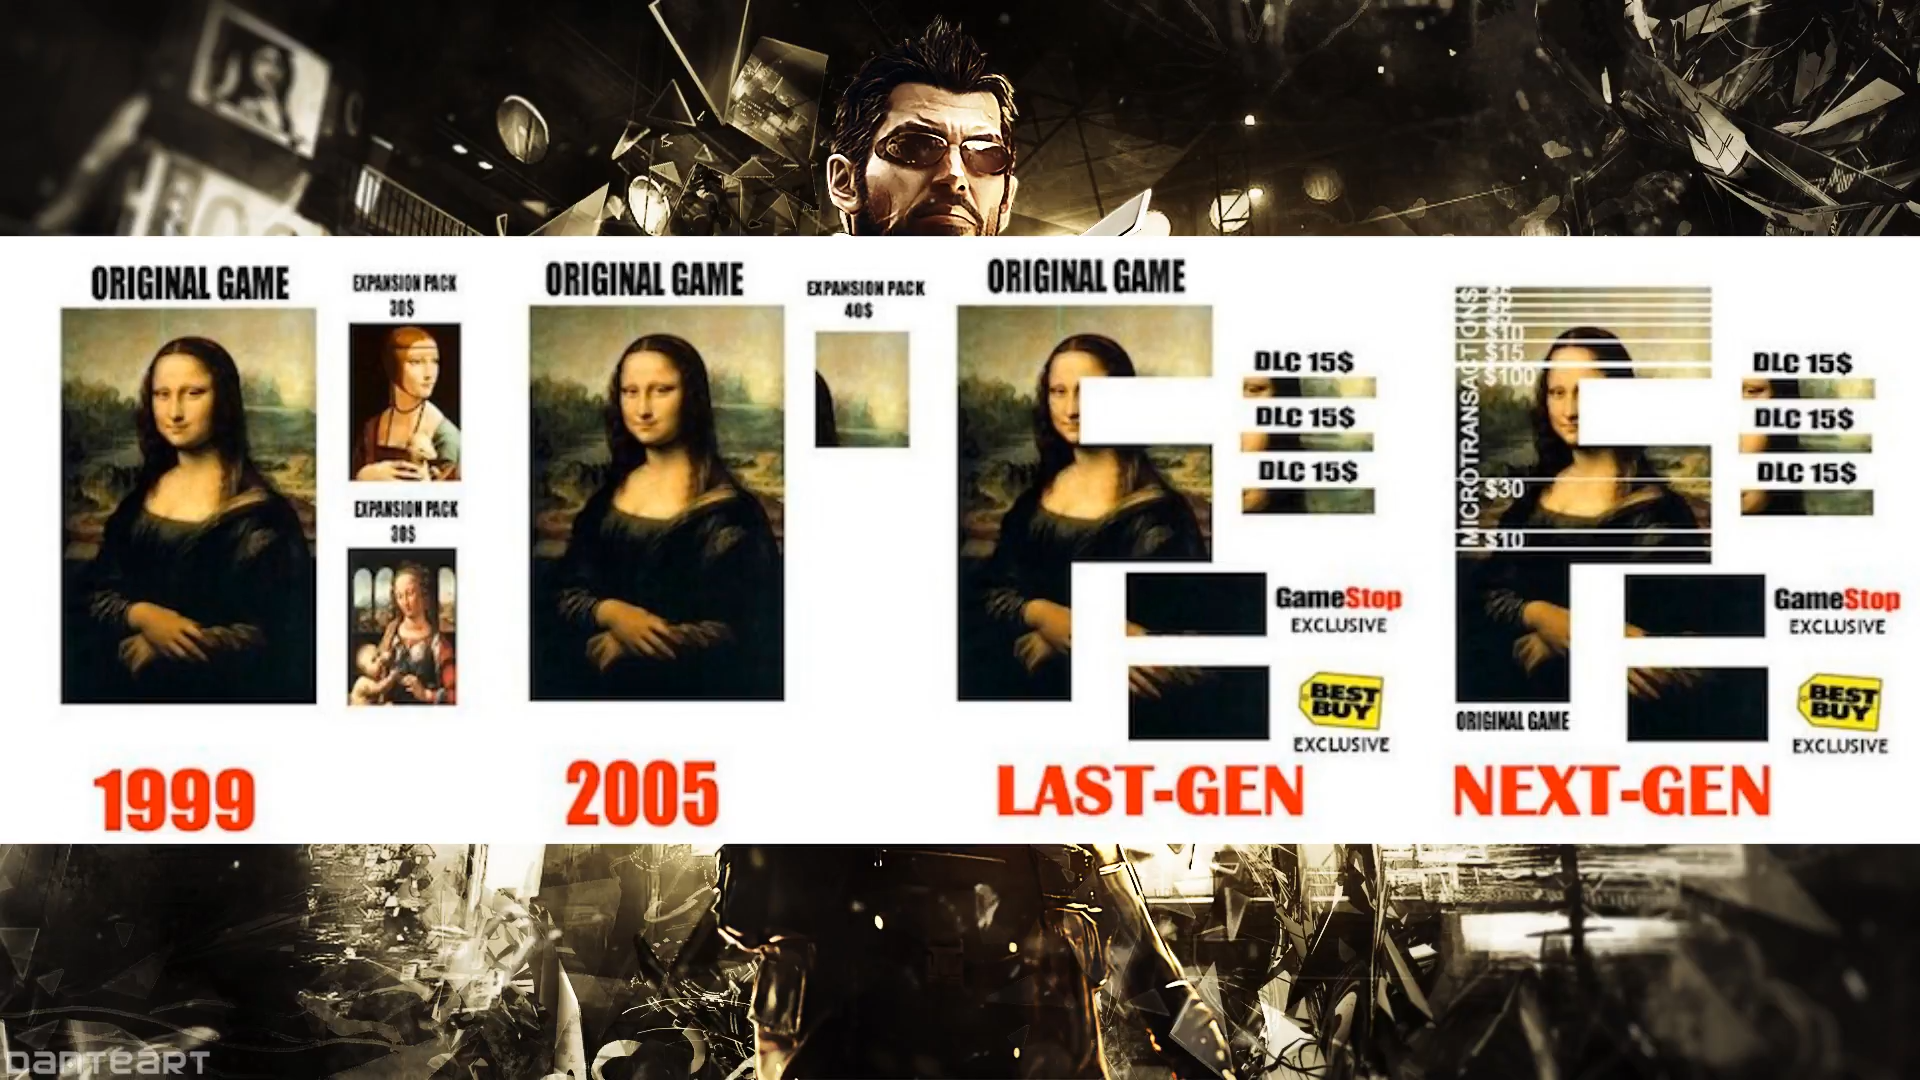 ORIGINAL GAME
EXPANSION PACK
30$
EXPANSION PACK
30$
1999
ORIGINAL GAME
EXPANSION PACK
40$
2005
ORIGINAL GAME
DLC 15$
DLC 15$
DLC 15$
GameStop
EXCLUSIVE
BEST
BUY
EXCLUSIVE
LAST-GEN
MICROTRANSACTIONS
$10
$15
$100
$30
$10
DLC 15$
DLC 15$
DLC 15$
GameStop
EXCLUSIVE
BEST
BUY
EXCLUSIVE
ORIGINAL GAME
NEXT-GEN
DANTEART